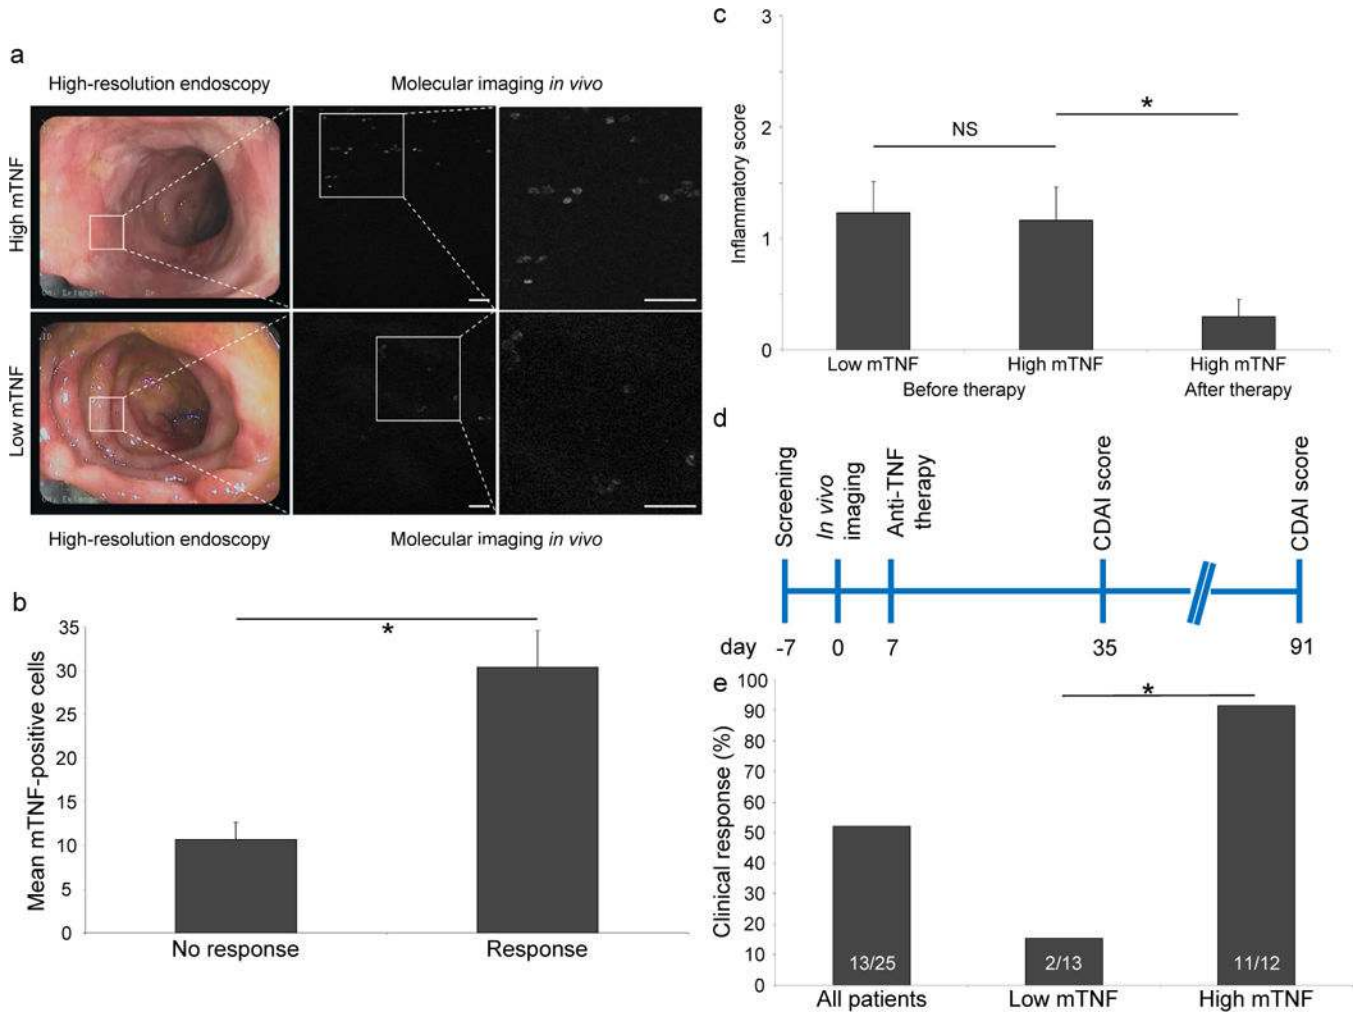 a
High-resolution endoscopy
Molecular imaging in vivo
High mTNF
Low mTNF
High-resolution endoscopy
Molecular imaging in vivo
b
Mean mTNF-positive cells
35
30
25
20
15
10
5
0
*
No response
Response
c
Inflammatory score
3
2
1
0
NS
*
Low mTNF
High mTNF
High mTNF
Before therapy
After therapy
d
Screening
In vivo
imaging
Anti-TNF
therapy
CDAI score
CDAI score
day
-7
0
7
35
91
e
Clinical response (%)
100
90
80
70
60
50
40
30
20
10
0
*
13/25
2/13
11/12
All patients
Low mTNF
High mTNF